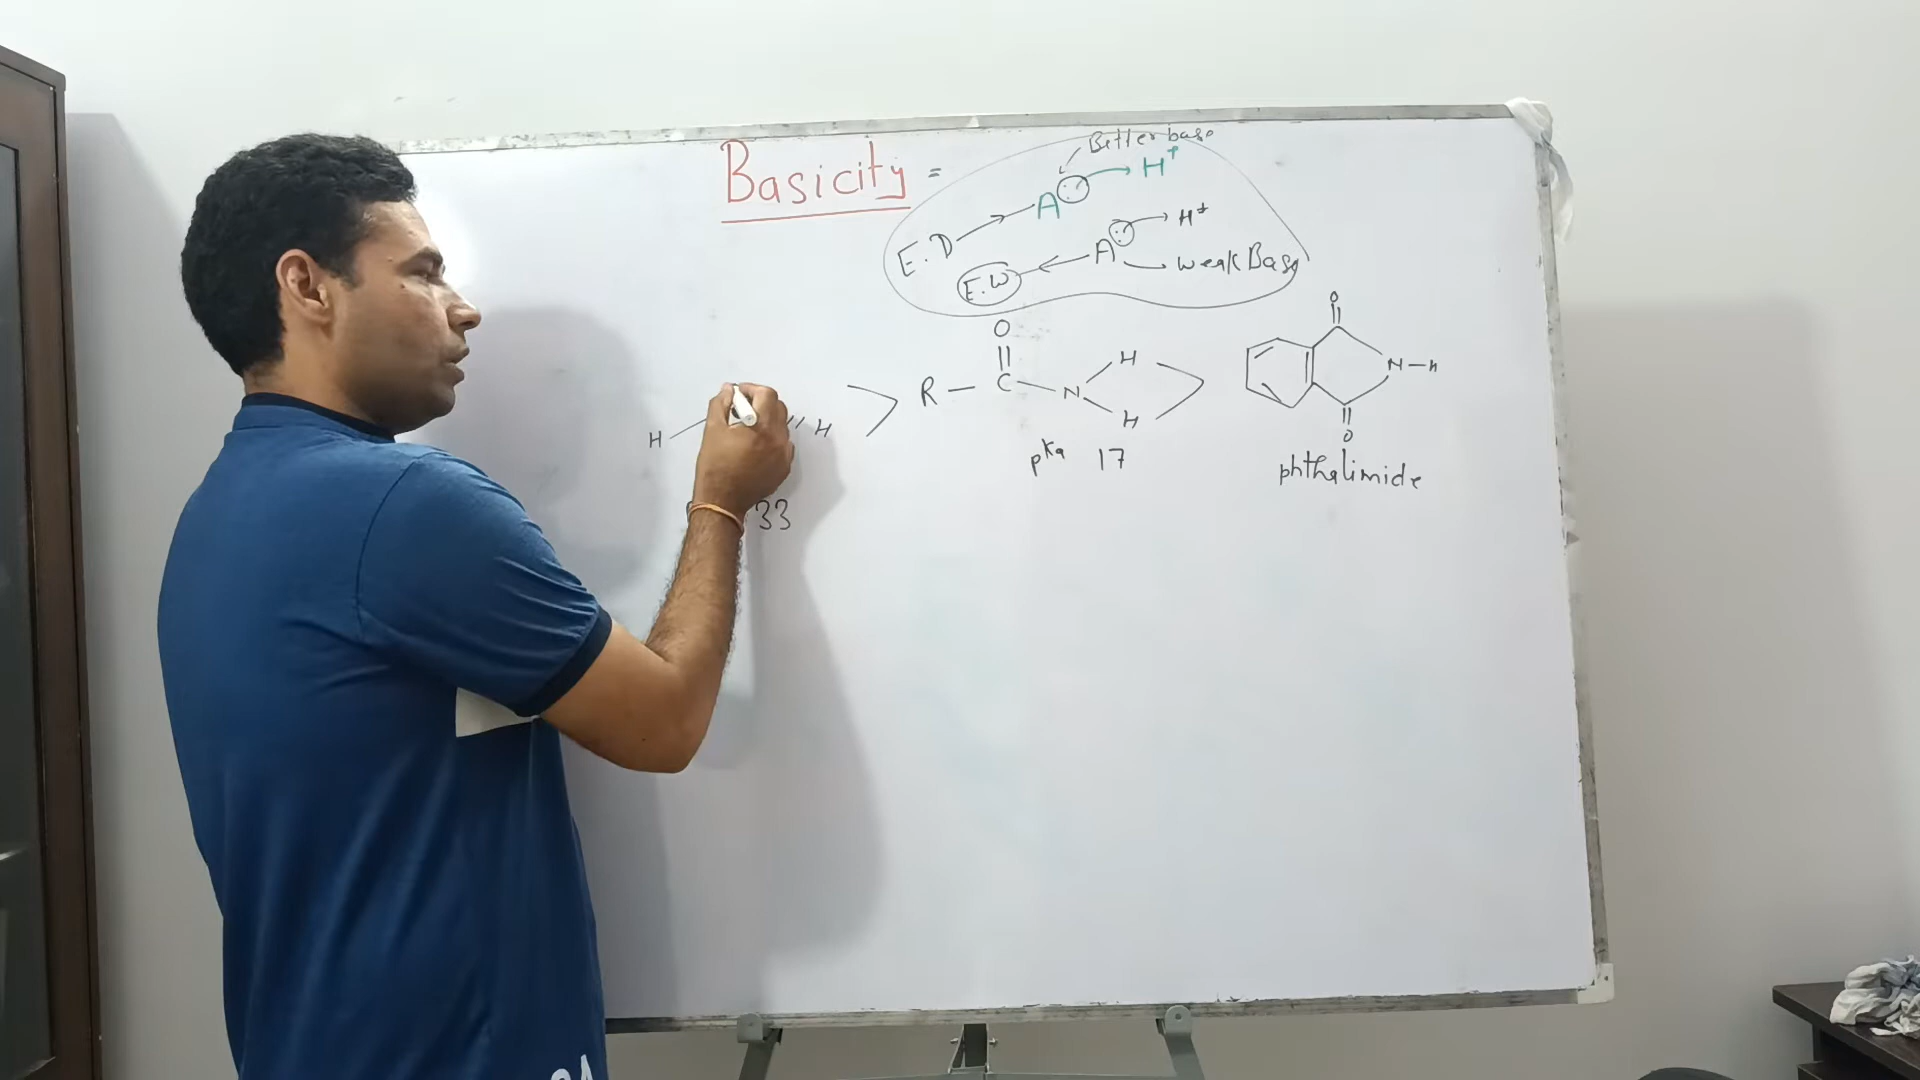 Basicity =
Better base
A : H+
E.D
A : H+
E.W
weak Base
H
H
33
R - C - N
O
H
H
pKa 17
O
N-H
O
phthalimide